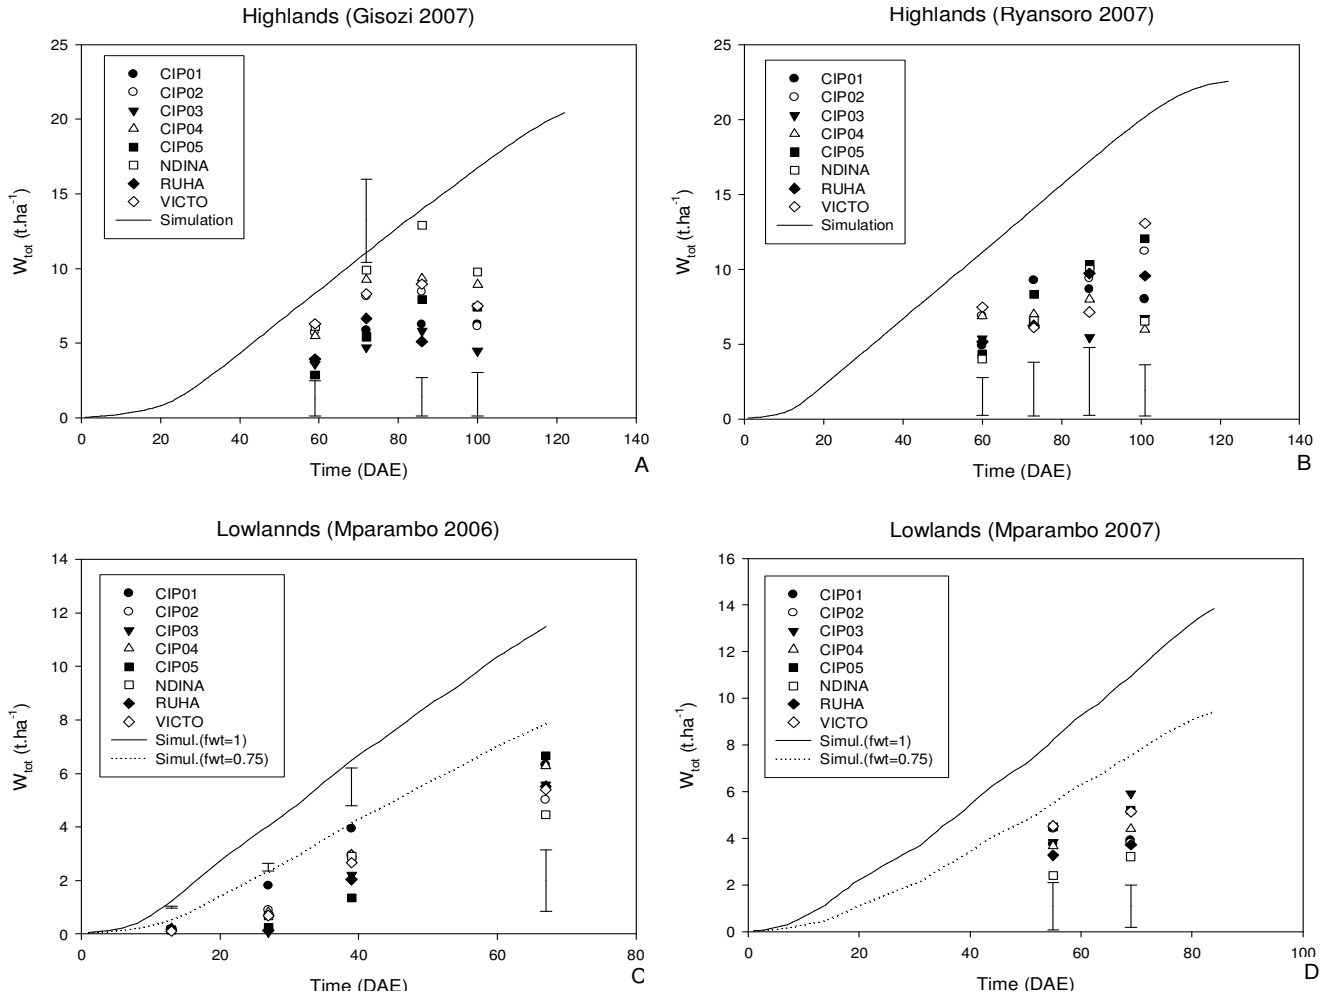 Highlands (Gisozi 2007)
25
20
15
10
5
0
W_tot (t.ha⁻¹)
CIP01
CIP02
CIP03
CIP04
CIP05
NDINA
RUHA
VICTO
Simulation
0 20 40 60 80 100 120 140
Time (DAE)
A
Highlands (Ryansoro 2007)
25
20
15
10
5
0
W_tot (t.ha⁻¹)
CIP01
CIP02
CIP03
CIP04
CIP05
NDINA
RUHA
VICTO
Simulation
0 20 40 60 80 100 120 140
Time (DAE)
B
Lowlannds (Mparambo 2006)
14
12
10
8
6
4
2
0
W_tot (t.ha⁻¹)
CIP01
CIP02
CIP03
CIP04
CIP05
NDINA
RUHA
VICTO
Simul.(fwt=1)
Simul.(fwt=0.75)
0 20 40 60 80
Time (DAE)
C
Lowlands (Mparambo 2007)
16
14
12
10
8
6
4
2
0
W_tot (t.ha⁻¹)
CIP01
CIP02
CIP03
CIP04
CIP05
NDINA
RUHA
VICTO
Simul.(fwt=1)
Simul.(fwt=0.75)
0 20 40 60 80 100
Time (DAE)
D